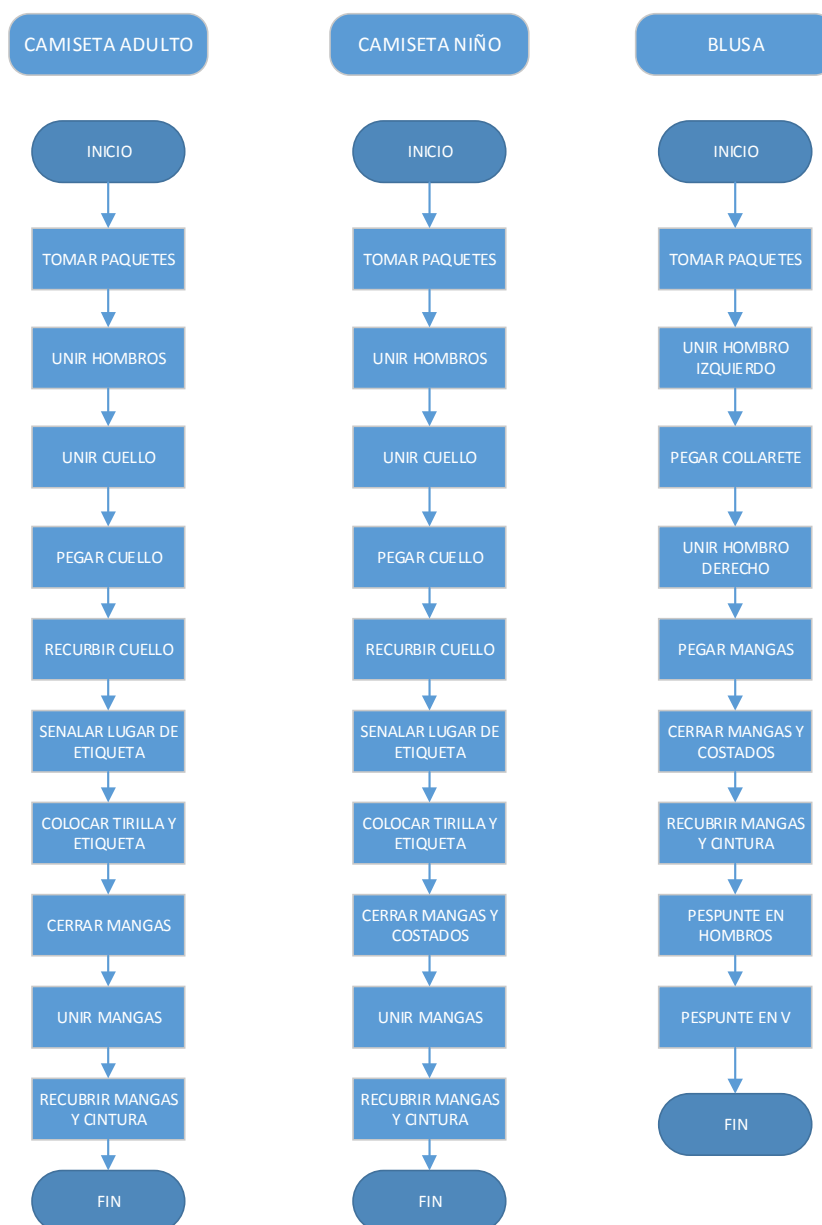 CAMISETA ADULTO
INICIO
TOMAR PAQUETES
UNIR HOMBROS
UNIR CUELLO
PEGAR CUELLO
RECURBIR CUELLO
SENALAR LUGAR DE
ETIQUETA
COLOCAR TIRILLA Y
ETIQUETA
CERRAR MANGAS
UNIR MANGAS
RECUBRIR MANGAS
Y CINTURA
FIN
CAMISETA NIÑO
INICIO
TOMAR PAQUETES
UNIR HOMBROS
UNIR CUELLO
PEGAR CUELLO
RECURBIR CUELLO
SENALAR LUGAR DE
ETIQUETA
COLOCAR TIRILLA Y
ETIQUETA
CERRAR MANGAS Y
COSTADOS
UNIR MANGAS
RECUBRIR MANGAS
Y CINTURA
FIN
BLUSA
INICIO
TOMAR PAQUETES
UNIR HOMBRO
IZQUIERDO
PEGAR COLLARETE
UNIR HOMBRO
DERECHO
PEGAR MANGAS
CERRAR MANGAS Y
COSTADOS
RECUBRIR MANGAS
Y CINTURA
PESPUNTE EN
HOMBROS
PESPUNTE EN V
FIN